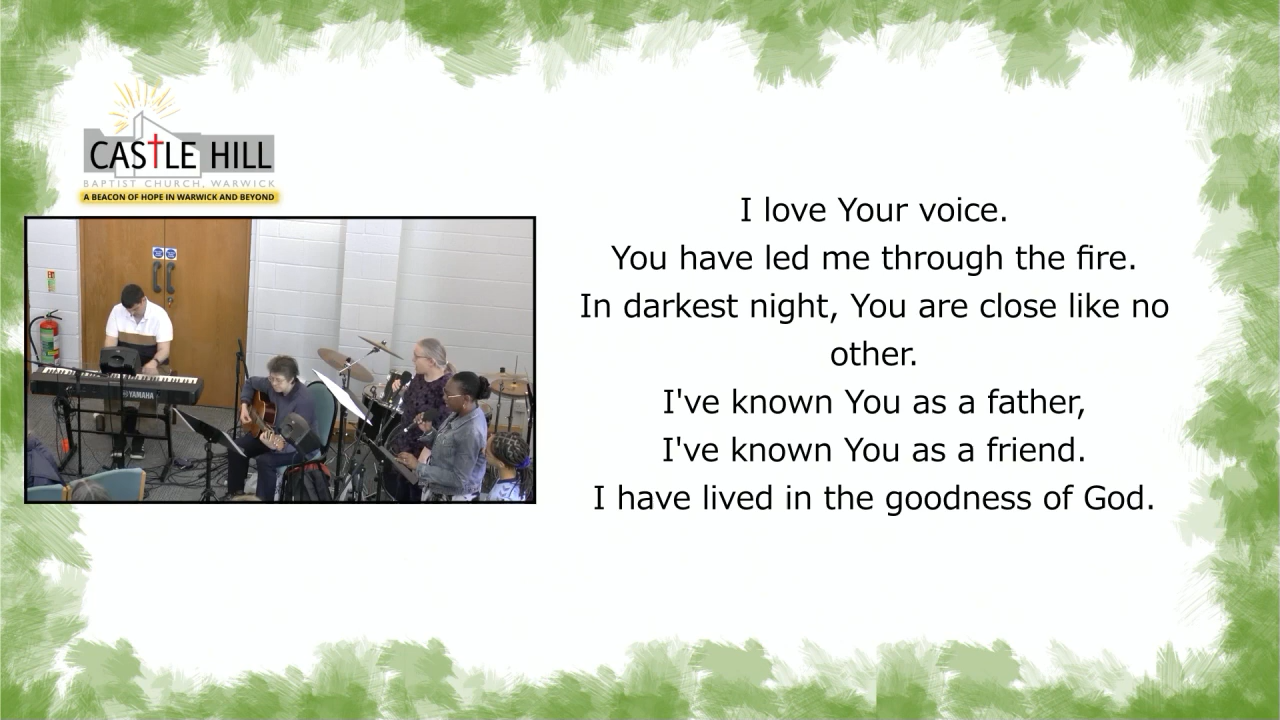 CASTLE HILL
BAPTIST CHURCH, WARWICK
A BEACON OF HOPE IN WARWICK AND BEYOND
I love Your voice.
You have led me through the fire.
In darkest night, You are close like no
other.
I've known You as a father,
I've known You as a friend.
I have lived in the goodness of God.
YAMAHA